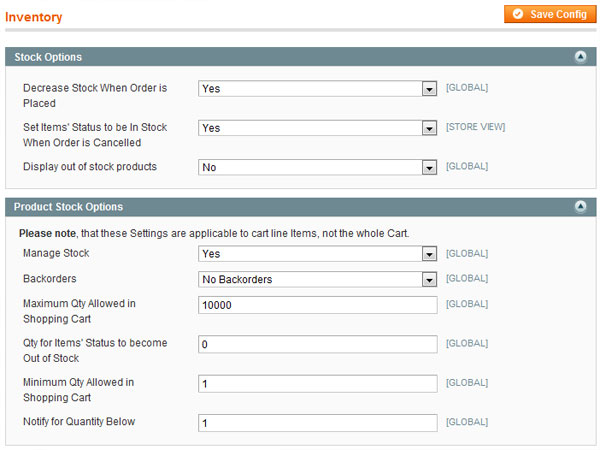 Inventory
Save Config
Stock Options
Decrease Stock When Order is
Placed
Yes
[GLOBAL]
Set Items' Status to be In Stock
When Order is Cancelled
Yes
[STORE VIEW]
Display out of stock products
No
[GLOBAL]
Product Stock Options
Please note, that these Settings are applicable to cart line Items, not the whole Cart.
Manage Stock
Yes
[GLOBAL]
Backorders
No Backorders
[GLOBAL]
Maximum Qty Allowed in
Shopping Cart
10000
[GLOBAL]
Qty for Items' Status to become
Out of Stock
0
[GLOBAL]
Minimum Qty Allowed in
Shopping Cart
1
[GLOBAL]
Notify for Quantity Below
1
[GLOBAL]